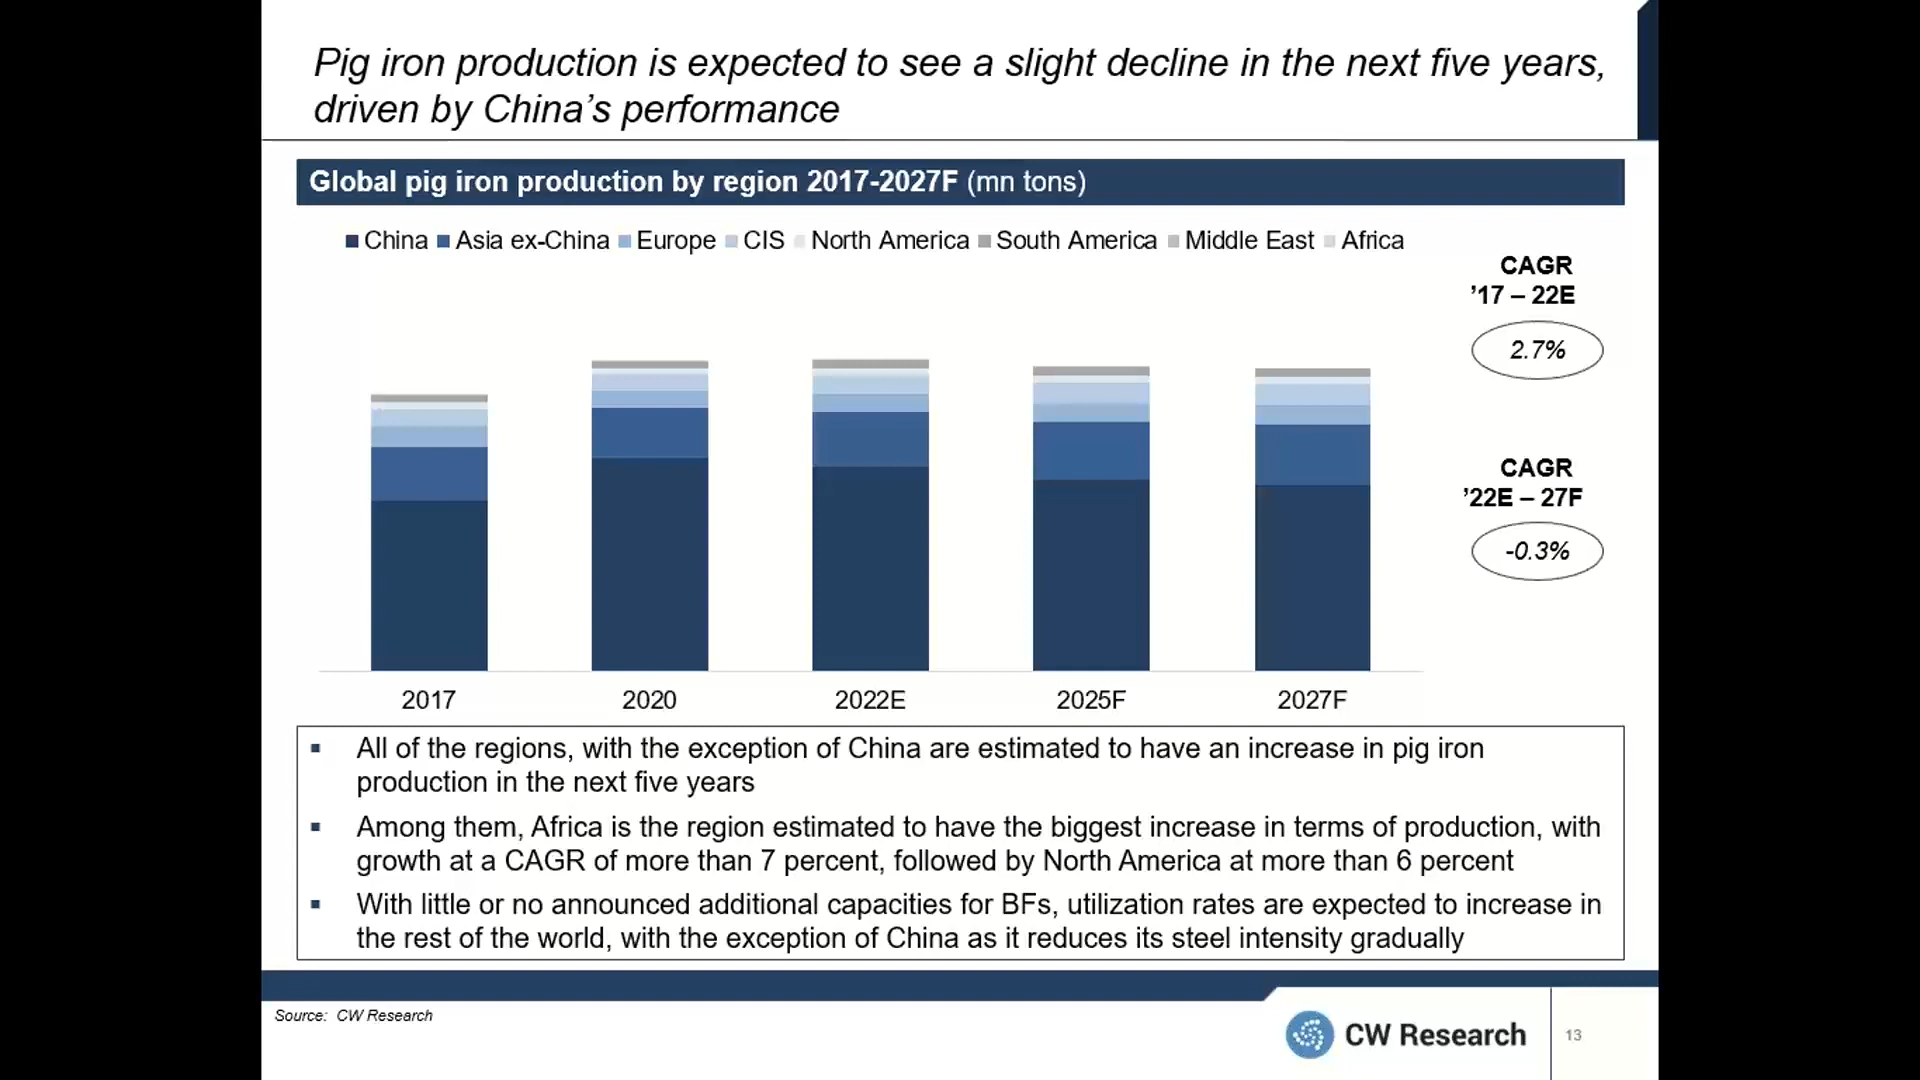 Pig iron production is expected to see a slight decline in the next five years,
driven by China’s performance
Global pig iron production by region 2017-2027F (mn tons)
China Asia ex-China Europe CIS North America South America Middle East Africa
CAGR
’17 – 22E
2.7%
CAGR
’22E – 27F
-0.3%
2017 2020 2022E 2025F 2027F
▪ All of the regions, with the exception of China are estimated to have an increase in pig iron
production in the next five years
▪ Among them, Africa is the region estimated to have the biggest increase in terms of production, with
growth at a CAGR of more than 7 percent, followed by North America at more than 6 percent
▪ With little or no announced additional capacities for BFs, utilization rates are expected to increase in
the rest of the world, with the exception of China as it reduces its steel intensity gradually
Source: CW Research
CW Research
13